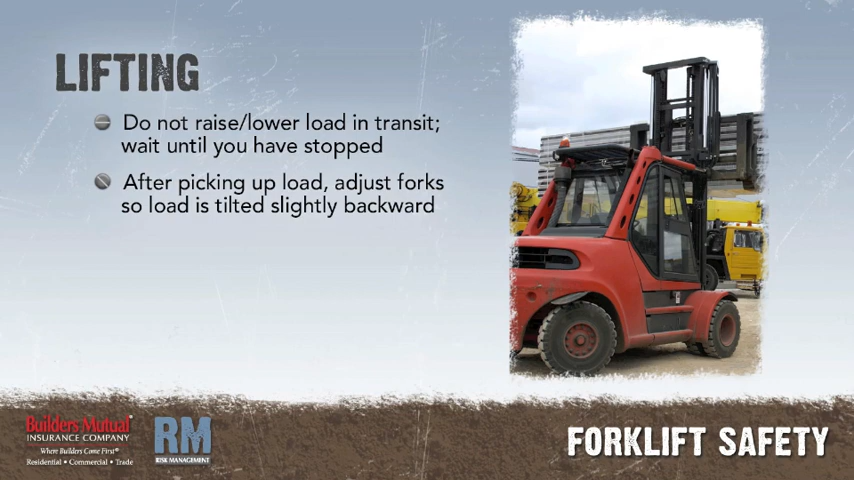 LIFTING
Do not raise/lower load in transit;
wait until you have stopped
After picking up load, adjust forks
so load is tilted slightly backward
Builders Mutual®
INSURANCE COMPANY
Where Builders Come First®
Residential • Commercial • Trade
RM
RISK MANAGEMENT
FORKLIFT SAFETY